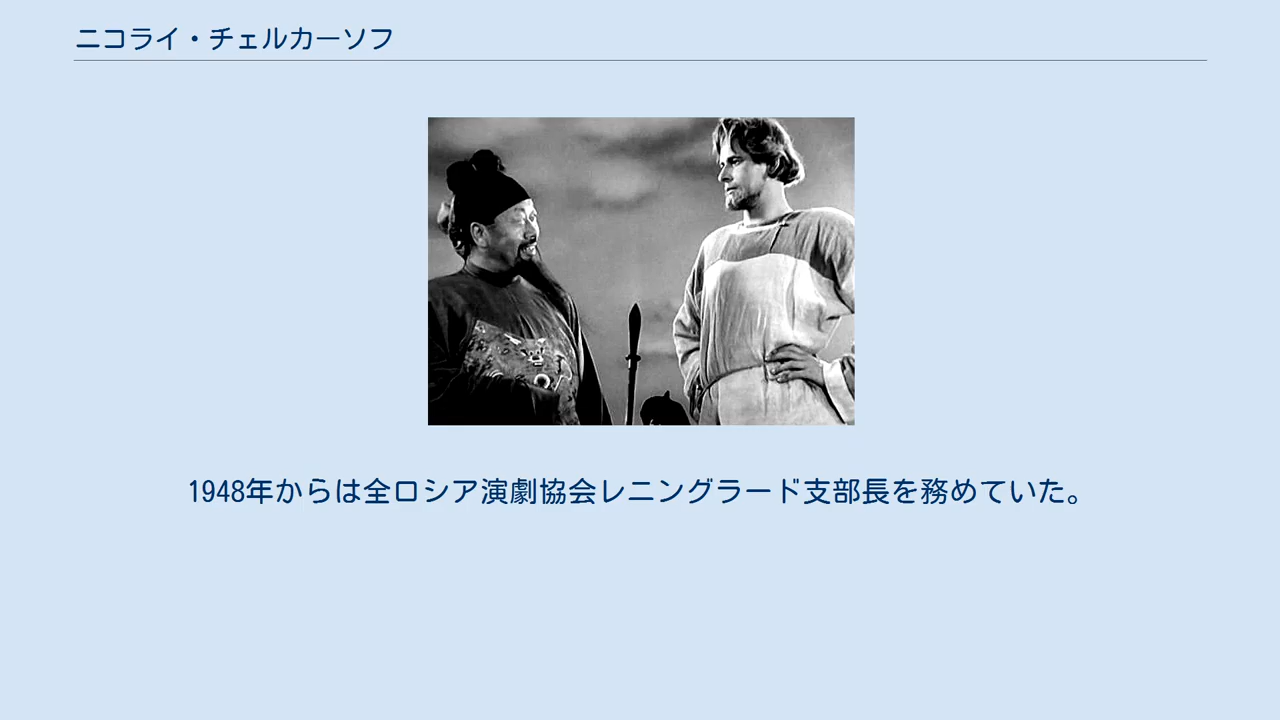 ニコライ・チェルカーソフ
1948年からは全ロシア演劇協会レニングラード支部長を務めていた。